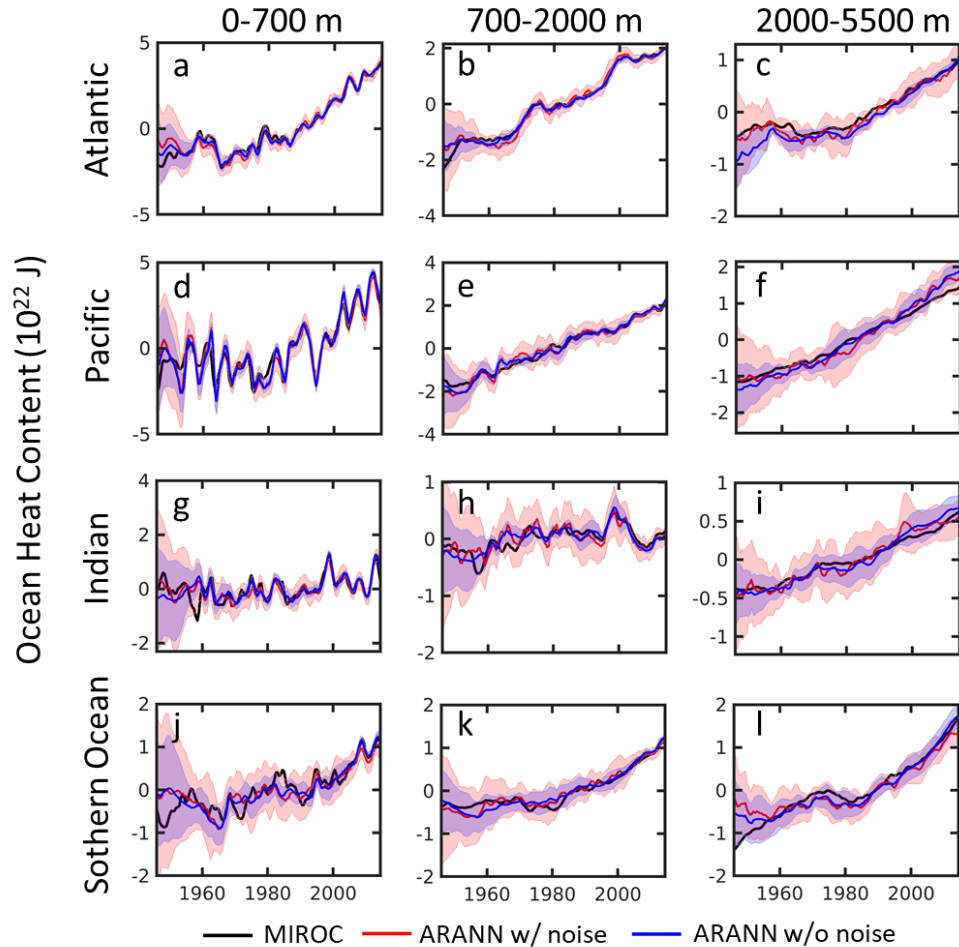 0-700 m 700-2000 m 2000-5500 m
Ocean Heat Content (10²² J)
Atlantic
a
5
0
-5
b
2
0
-2
-4
c
1
0
-1
-2
Pacific
d
5
0
-5
e
4
2
0
-2
-4
f
2
1
0
-1
-2
Indian
g
4
2
0
-2
h
1
0
-1
-2
i
1
0.5
0
-0.5
-1
Sothern Ocean
j
2
1
0
-1
-2
1960 1980 2000
k
2
1
0
-1
-2
1960 1980 2000
l
2
1
0
-1
-2
1960 1980 2000
MIROC ARANN w/ noise ARANN w/o noise